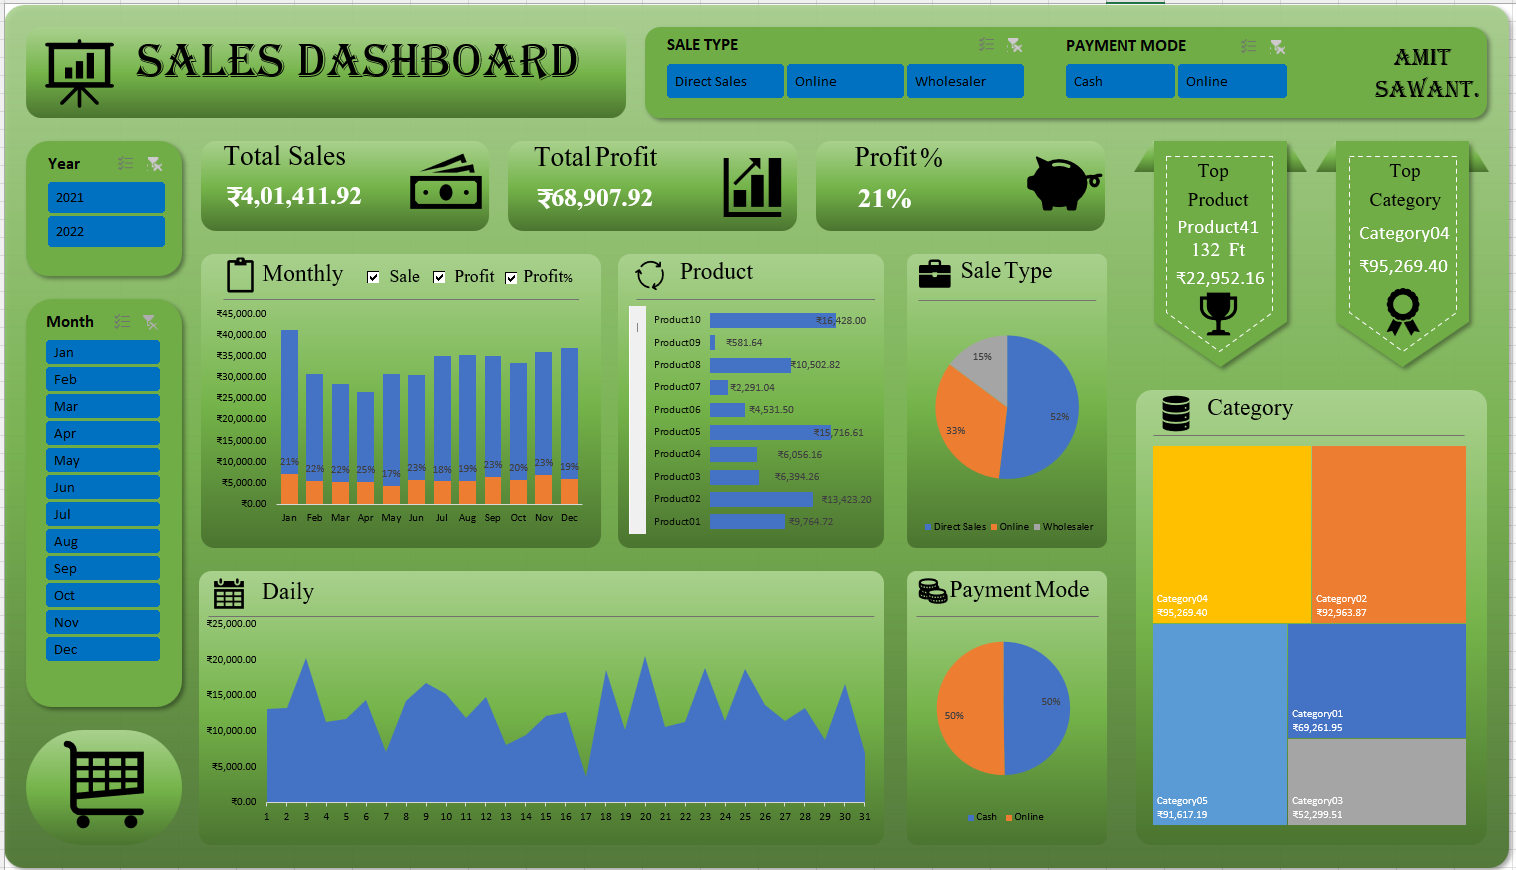 SALES DASHBOARD
SALE TYPE
Direct Sales
Online
Wholesaler
PAYMENT MODE
Cash
Online
AMIT
SAWANT.
Year
2021
2022
Total Sales
₹4,01,411.92
Total Profit
₹68,907.92
Profit%
21%
Top
Product
Product41
132 Ft
₹22,952.16
Top
Category
Category04
₹95,269.40
Month
Jan
Feb
Mar
Apr
May
Jun
Jul
Aug
Sep
Oct
Nov
Dec
Monthly
Sale
Profit
Profit%
₹45,000.00
₹40,000.00
₹35,000.00
₹30,000.00
₹25,000.00
₹20,000.00
₹15,000.00
₹10,000.00
₹5,000.00
₹0.00
21% 22% 22% 25% 17% 23% 18% 19% 23% 20% 23% 19%
Jan Feb Mar Apr May Jun Jul Aug Sep Oct Nov Dec
Product
Product10 ₹16,428.00
Product09 ₹581.64
Product08 ₹10,502.82
Product07 ₹2,291.04
Product06 ₹4,531.50
Product05 ₹15,716.61
Product04 ₹6,056.16
Product03 ₹6,394.26
Product02 ₹13,423.20
Product01 ₹9,764.72
Sale Type
15%
52%
33%
Direct Sales Online Wholesaler
Category
Category04
₹95,269.40
Category02
₹92,963.87
Category01
₹69,261.95
Category05
₹91,617.19
Category03
₹52,299.51
Daily
₹25,000.00
₹20,000.00
₹15,000.00
₹10,000.00
₹5,000.00
₹0.00
1 2 3 4 5 6 7 8 9 10 11 12 13 14 15 16 17 18 19 20 21 22 23 24 25 26 27 28 29 30 31
Payment Mode
50%
50%
Cash Online